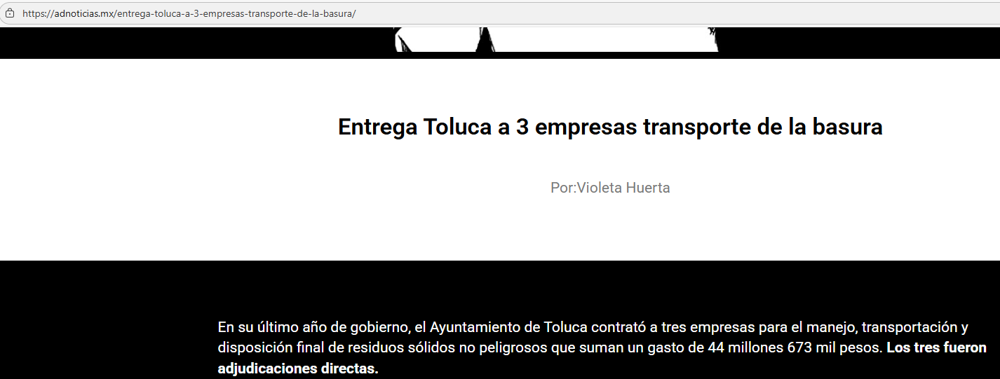 https://adnoticias.mx/entrega-toluca-a-3-empresas-transporte-de-la-basura/
Entrega Toluca a 3 empresas transporte de la basura
Por:Violeta Huerta
En su último año de gobierno, el Ayuntamiento de Toluca contrató a tres empresas para el manejo, transportación y
disposición final de residuos sólidos no peligrosos que suman un gasto de 44 millones 673 mil pesos. Los tres fueron
adjudicaciones directas.